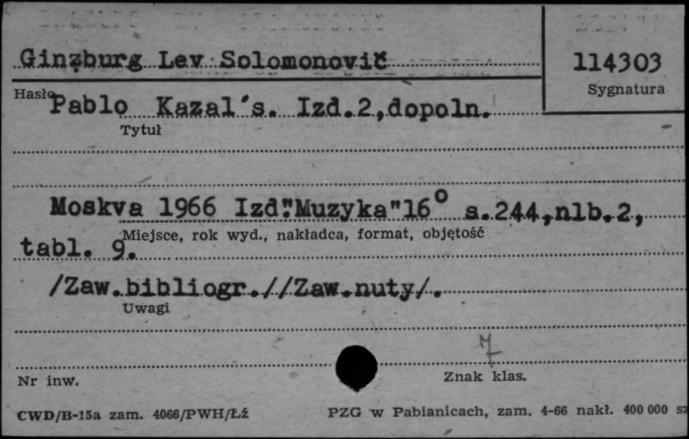 Ginzburg Lev Solomonovič
114303
Hasło
Sygnatura
Pablo Kazal's. Izd.2,dopoln.
Tytuł
Moskva 1966 Izd."Muzyka"16° s.244,nlb.2,
Miejsce, rok wyd., nakładca, format, objętość
tabl. 9.
/Zaw.bibliogr.//Zaw.nuty/.
Uwagi
7
Nr inw.
Znak klas.
CWD/B-15a zam. 4066/PWH/Łź
PZG w Pabianicach, zam. 4-66 nakł. 400 000